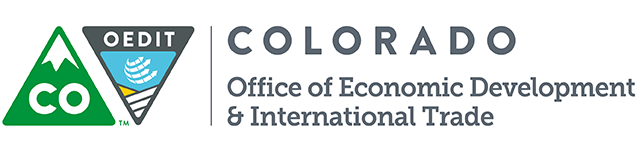 CO
TM
OEDIT
COLORADO
Office of Economic Development
& International Trade